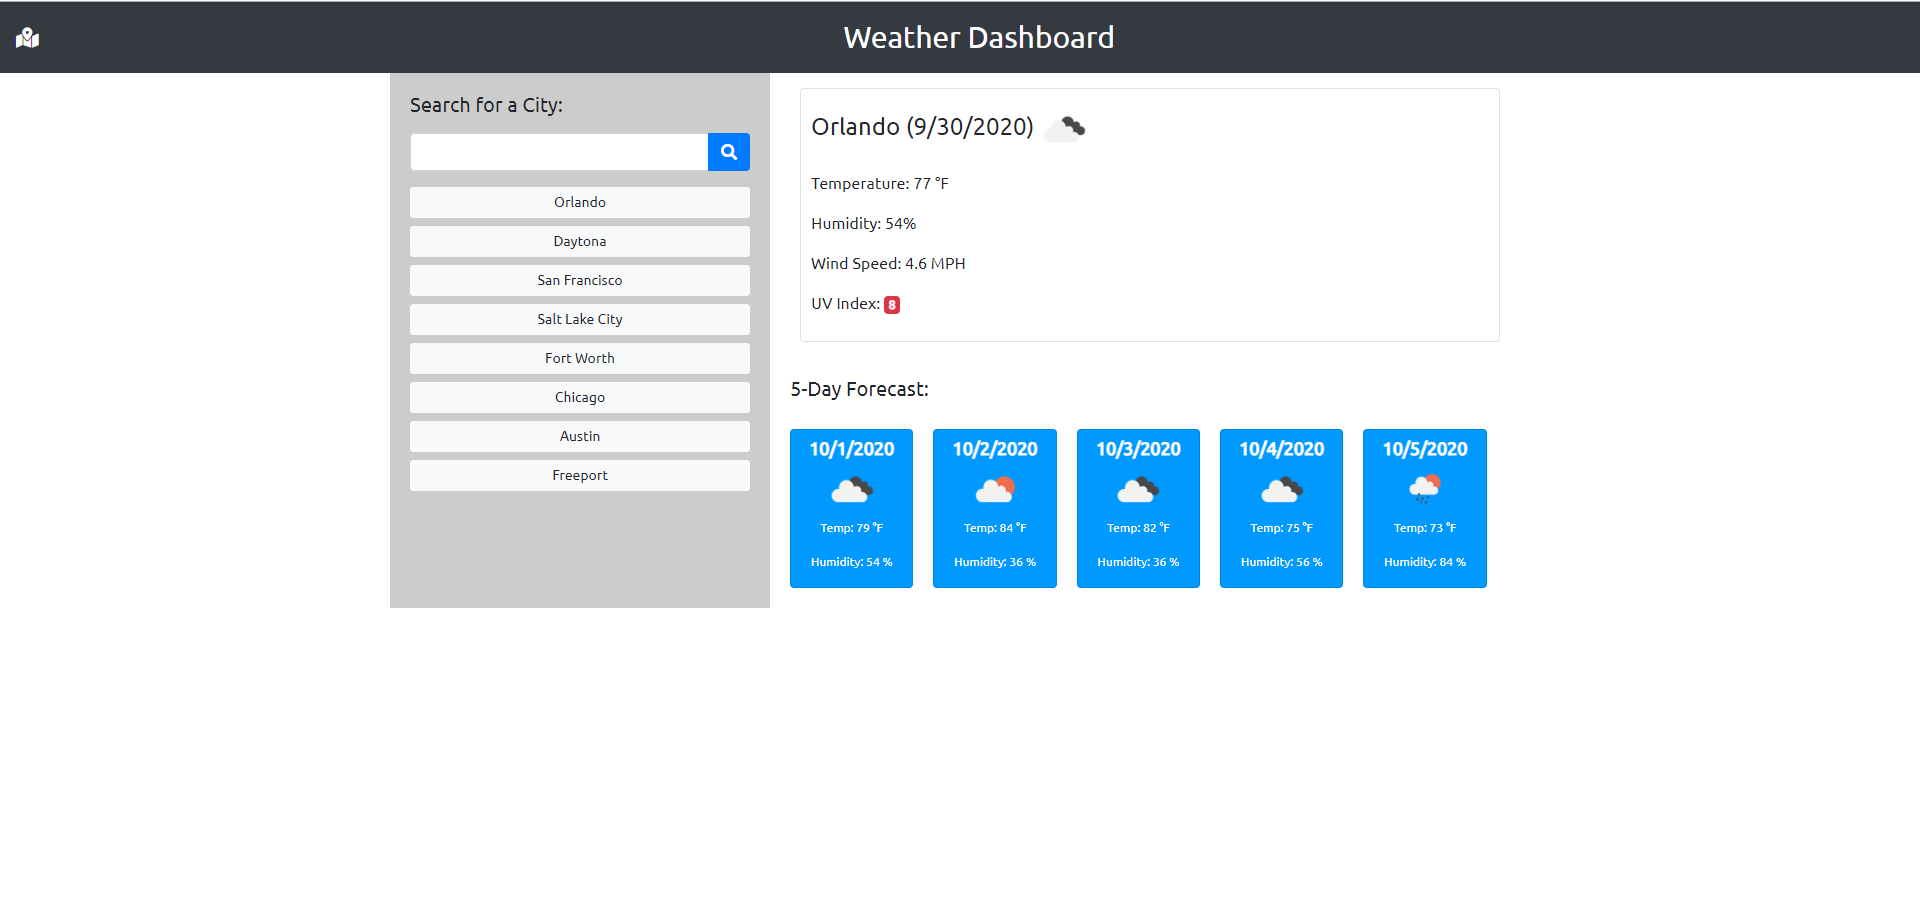 Weather Dashboard
Search for a City:
Orlando
Daytona
San Francisco
Salt Lake City
Fort Worth
Chicago
Austin
Freeport
Orlando (9/30/2020)
Temperature: 77 °F
Humidity: 54%
Wind Speed: 4.6 MPH
UV Index: 8
5-Day Forecast:
10/1/2020
Temp: 79 °F
Humidity: 54 %
10/2/2020
Temp: 84 °F
Humidity: 36 %
10/3/2020
Temp: 82 °F
Humidity: 36 %
10/4/2020
Temp: 75 °F
Humidity: 56 %
10/5/2020
Temp: 73 °F
Humidity: 84 %